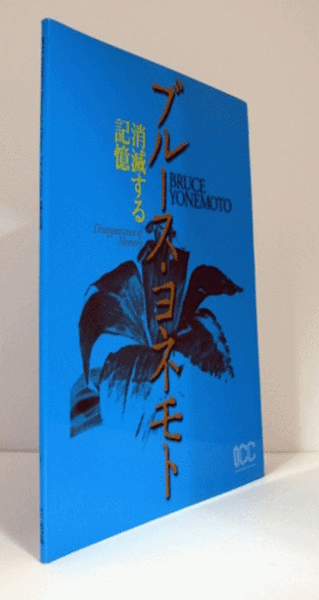 ブルース・ヨネモト
BRUCE
YONEMOTO
消滅する
記憶
Disappearance of
Memory
ICC